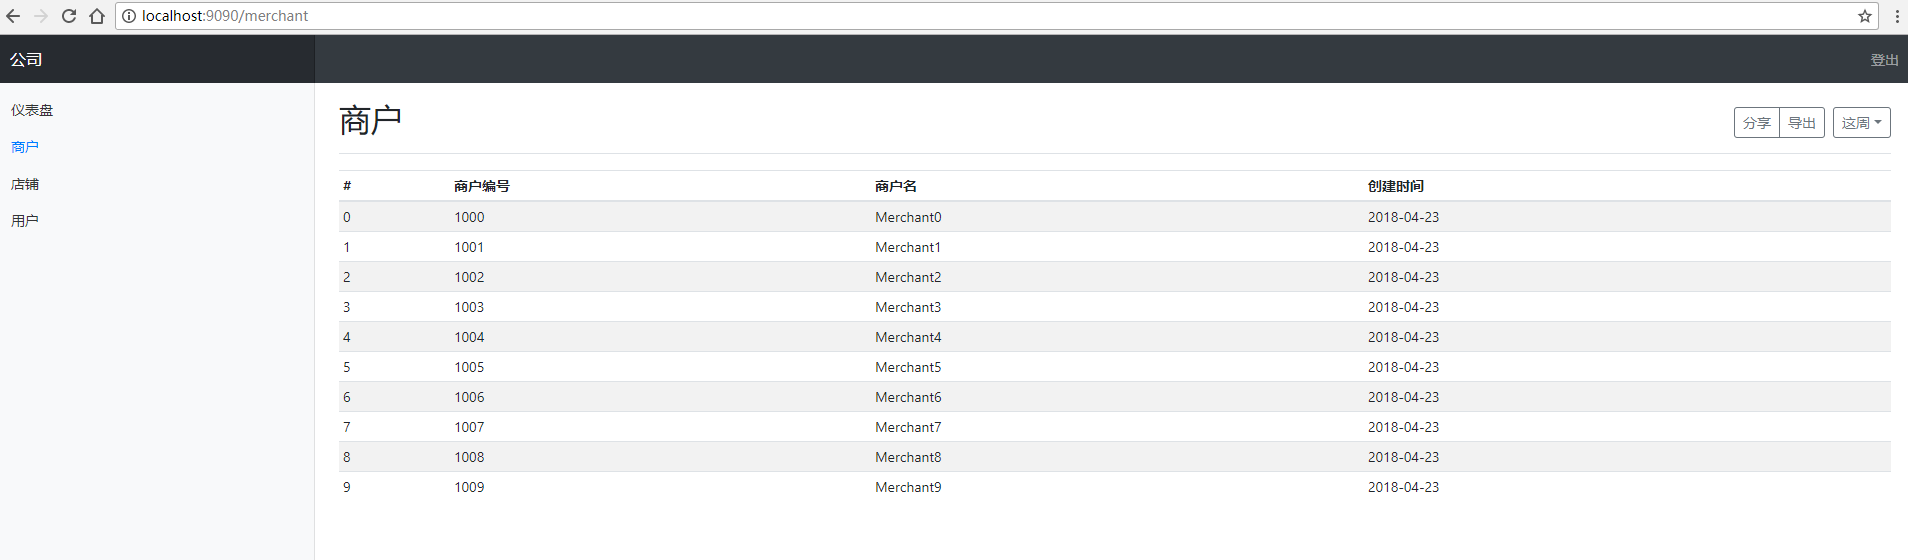 localhost:9090/merchant
公司 登出
仪表盘
商户
店铺
用户
商户
分享 导出 这周
# 商户编号 商户名 创建时间
0 1000 Merchant0 2018-04-23
1 1001 Merchant1 2018-04-23
2 1002 Merchant2 2018-04-23
3 1003 Merchant3 2018-04-23
4 1004 Merchant4 2018-04-23
5 1005 Merchant5 2018-04-23
6 1006 Merchant6 2018-04-23
7 1007 Merchant7 2018-04-23
8 1008 Merchant8 2018-04-23
9 1009 Merchant9 2018-04-23